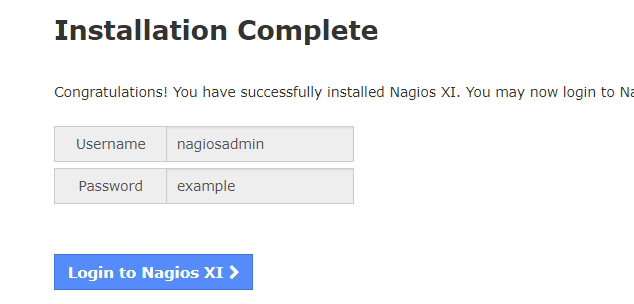 Installation Complete
Congratulations! You have successfully installed Nagios XI. You may now login to
Username nagiosadmin
Password example
Login to Nagios XI